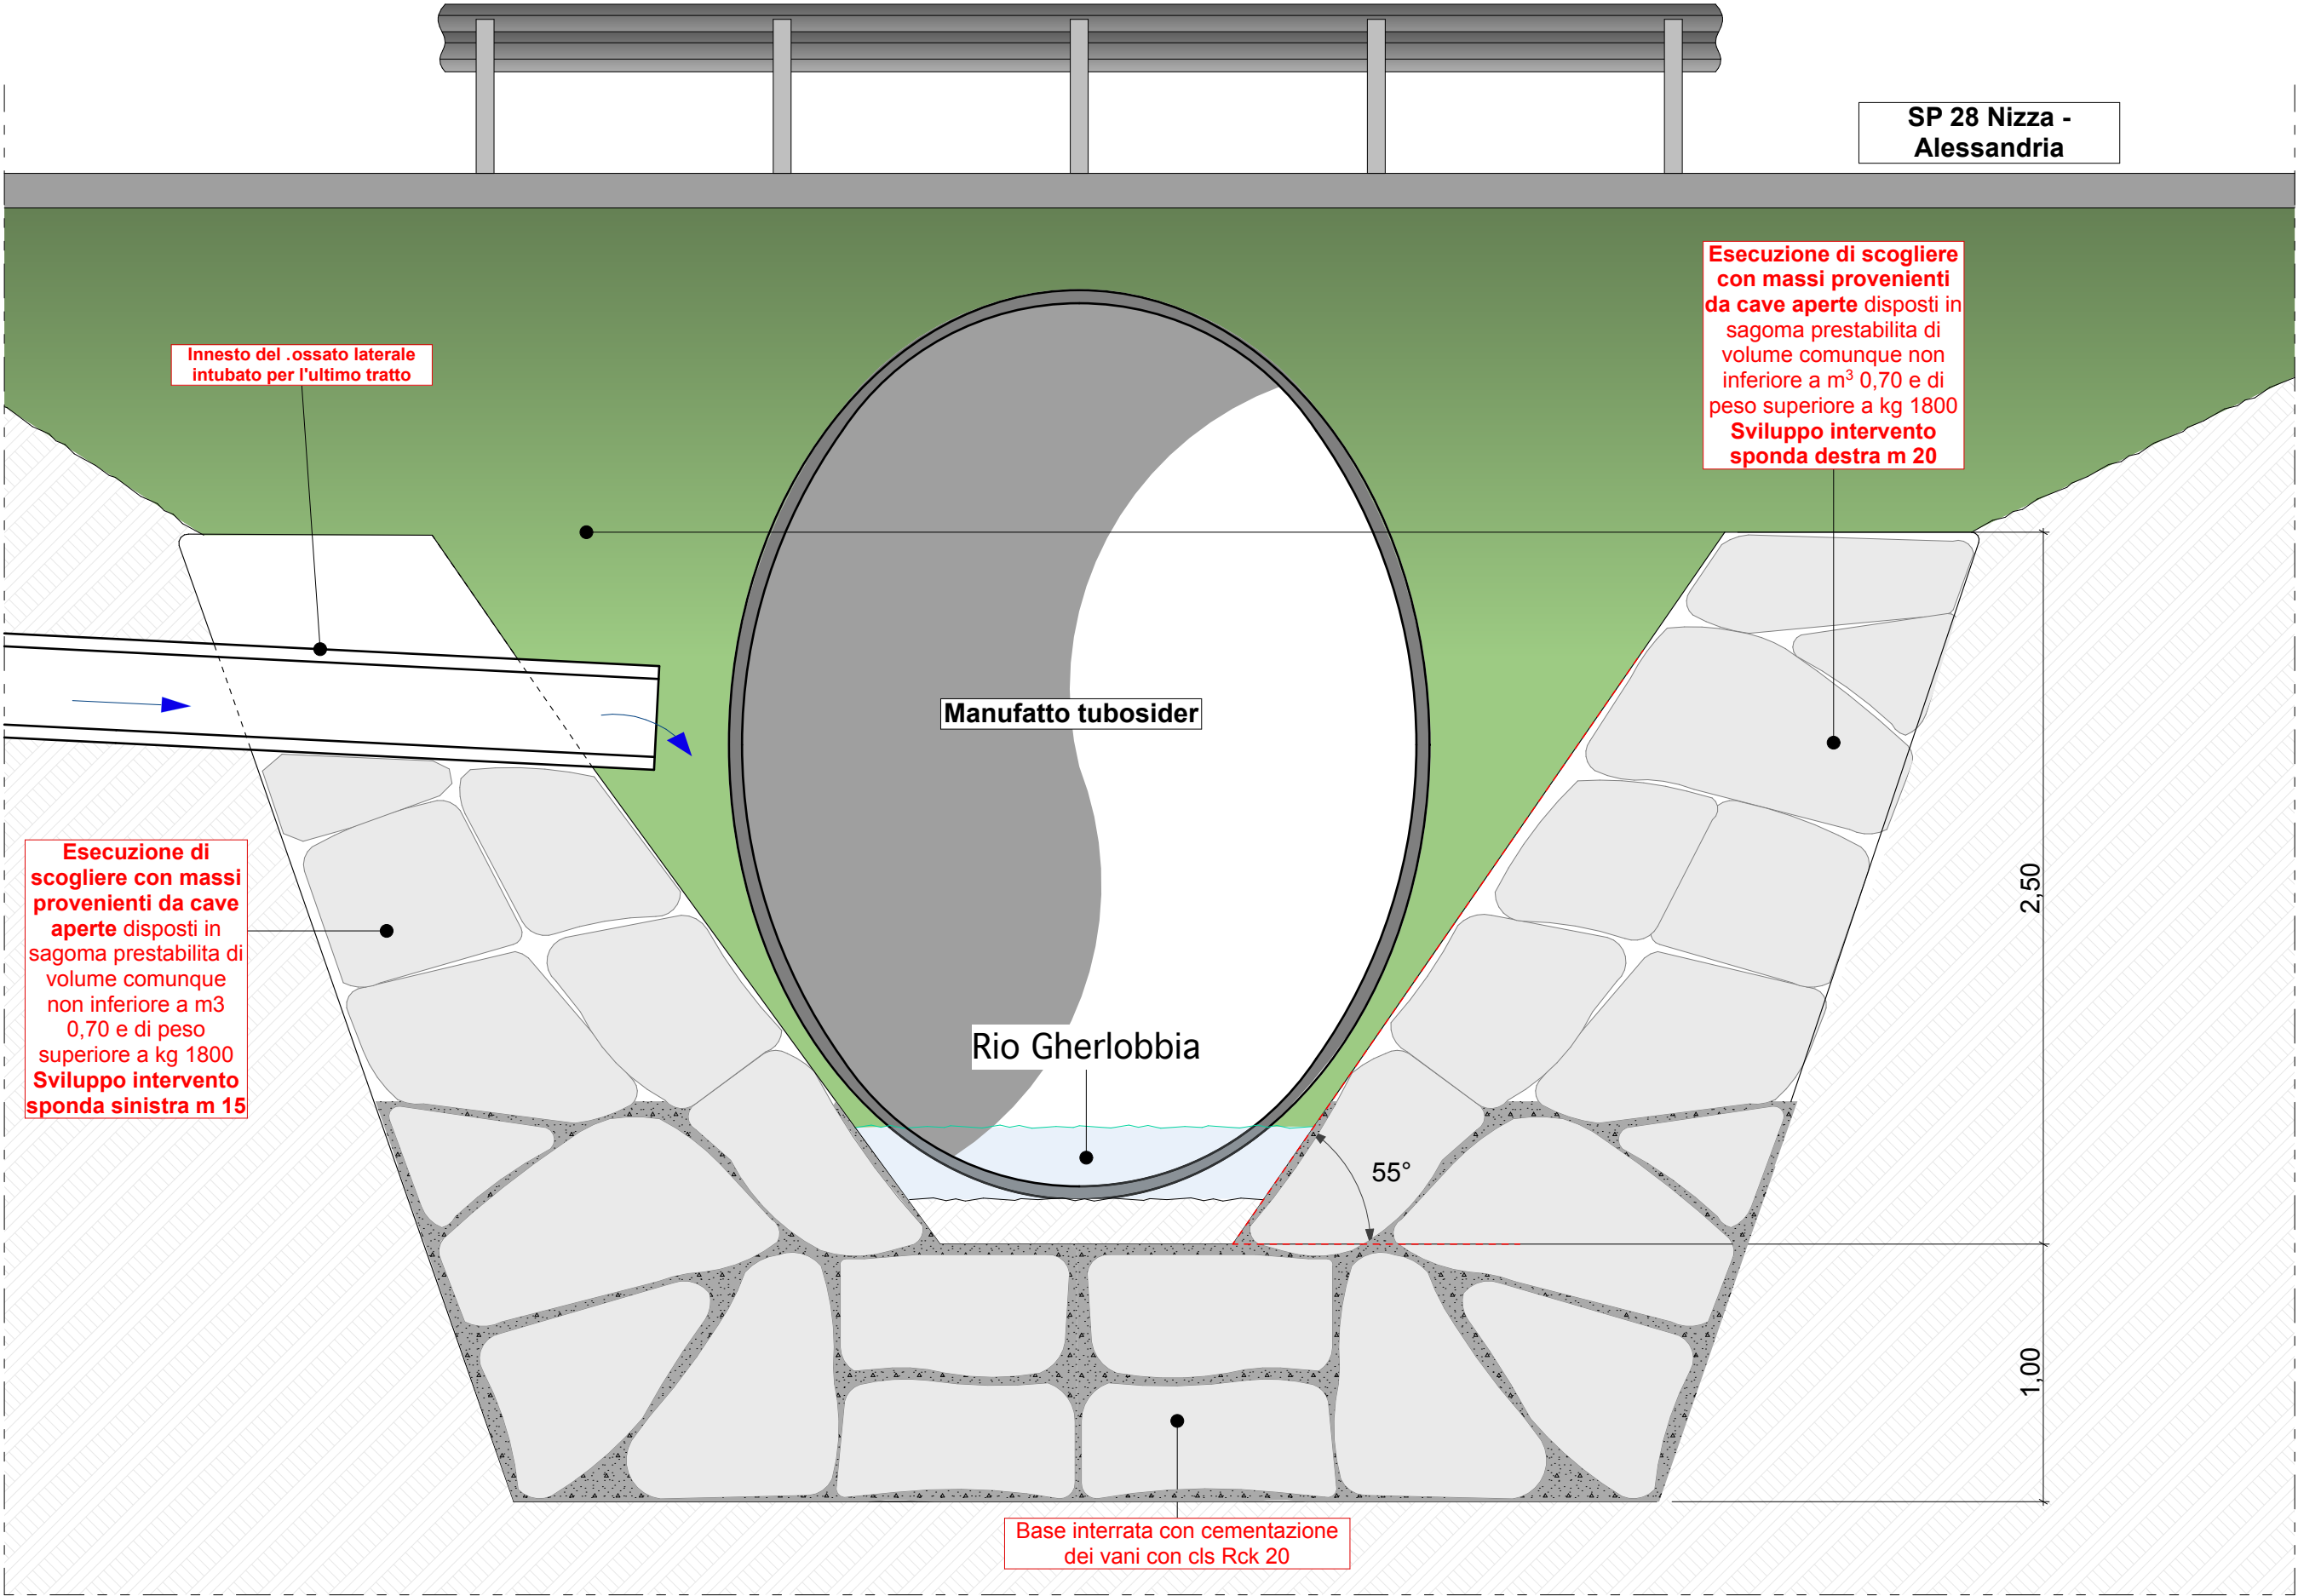 SP 28 Nizza -
Alessandria
Esecuzione di scogliere
con massi provenienti
da cave aperte disposti in
sagoma prestabilita di
volume comunque non
inferiore a m³ 0,70 e di
peso superiore a kg 1800
Sviluppo intervento
sponda destra m 20
Innesto del .ossato laterale
intubato per l'ultimo tratto
Manufatto tubosider
Esecuzione di
scogliere con massi
provenienti da cave
aperte disposti in
sagoma prestabilita di
volume comunque
non inferiore a m3
0,70 e di peso
superiore a kg 1800
Sviluppo intervento
sponda sinistra m 15
2,50
Rio Gherlobbia
55°
1,00
Base interrata con cementazione
dei vani con cls Rck 20